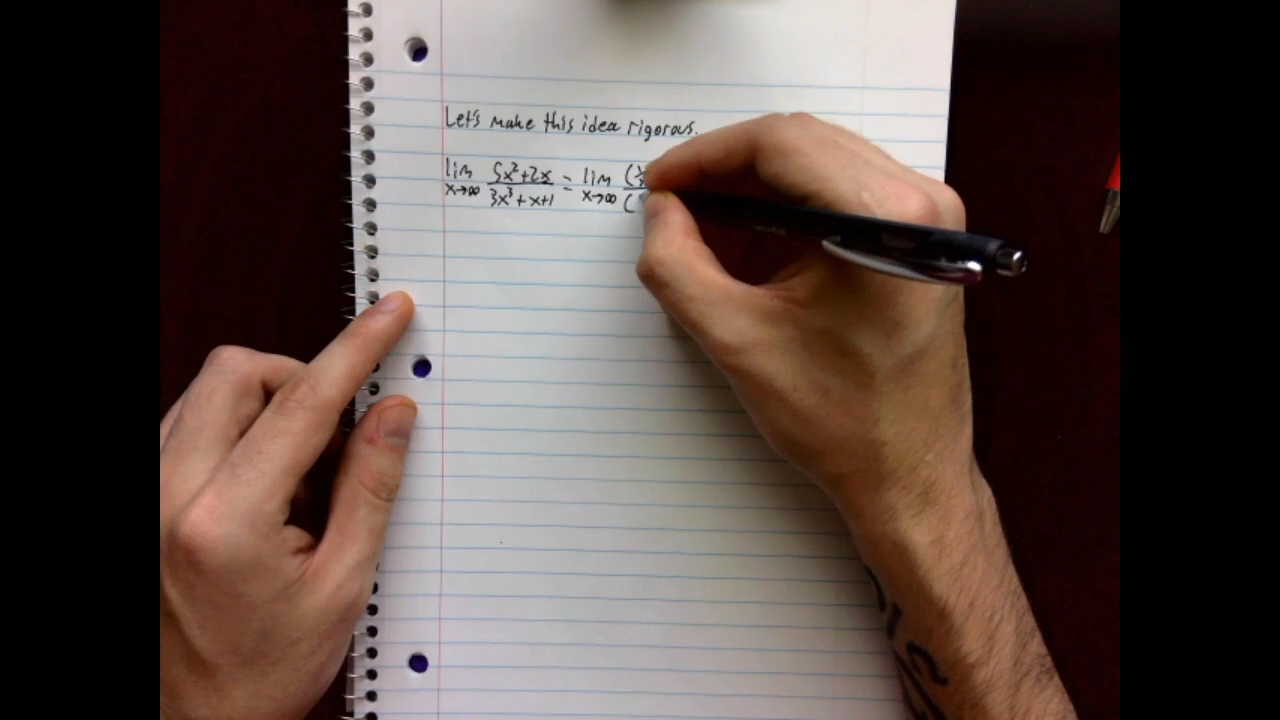 Let's make this idea rigorous.
lim x→∞ (5x²+2x)/(3x³+x+1) = lim x→∞